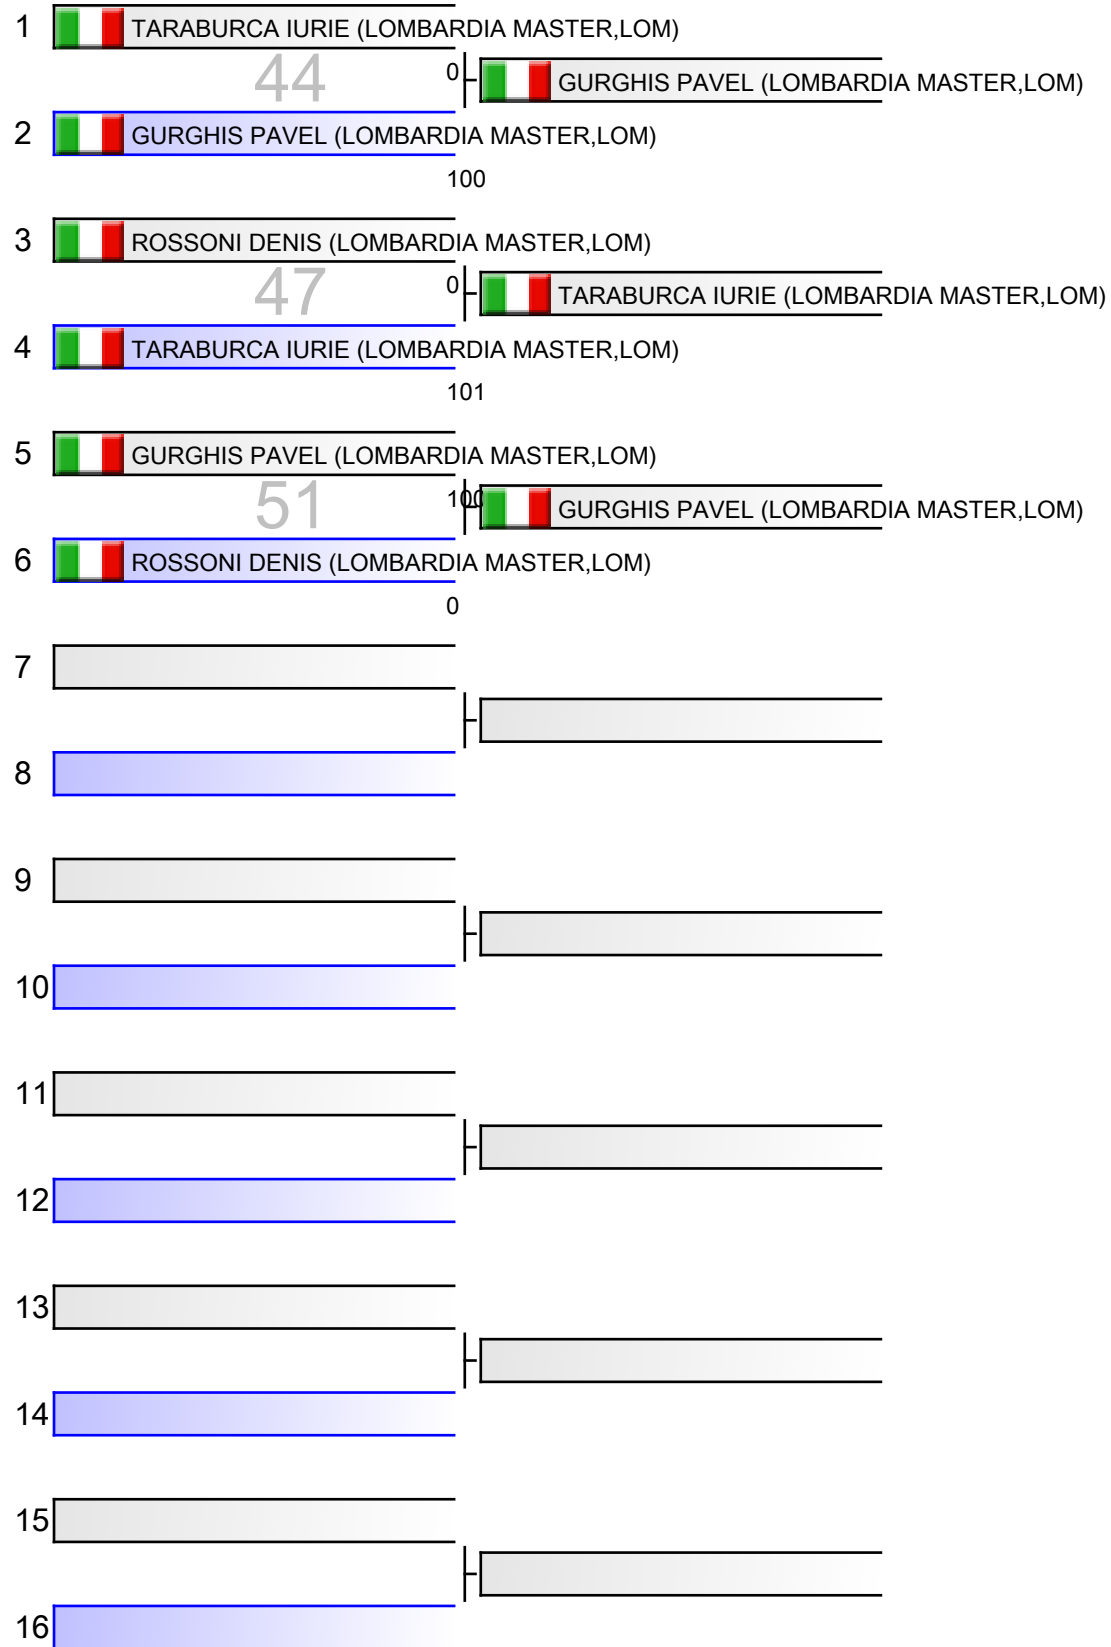 1 TARABURCA IURIE (LOMBARDIA MASTER,LOM)
44
0
GURGHIS PAVEL (LOMBARDIA MASTER,LOM)
2 GURGHIS PAVEL (LOMBARDIA MASTER,LOM)
100
3 ROSSONI DENIS (LOMBARDIA MASTER,LOM)
47
0
TARABURCA IURIE (LOMBARDIA MASTER,LOM)
4 TARABURCA IURIE (LOMBARDIA MASTER,LOM)
101
5 GURGHIS PAVEL (LOMBARDIA MASTER,LOM)
51
100
GURGHIS PAVEL (LOMBARDIA MASTER,LOM)
6 ROSSONI DENIS (LOMBARDIA MASTER,LOM)
0
7
8
9
10
11
12
13
14
15
16